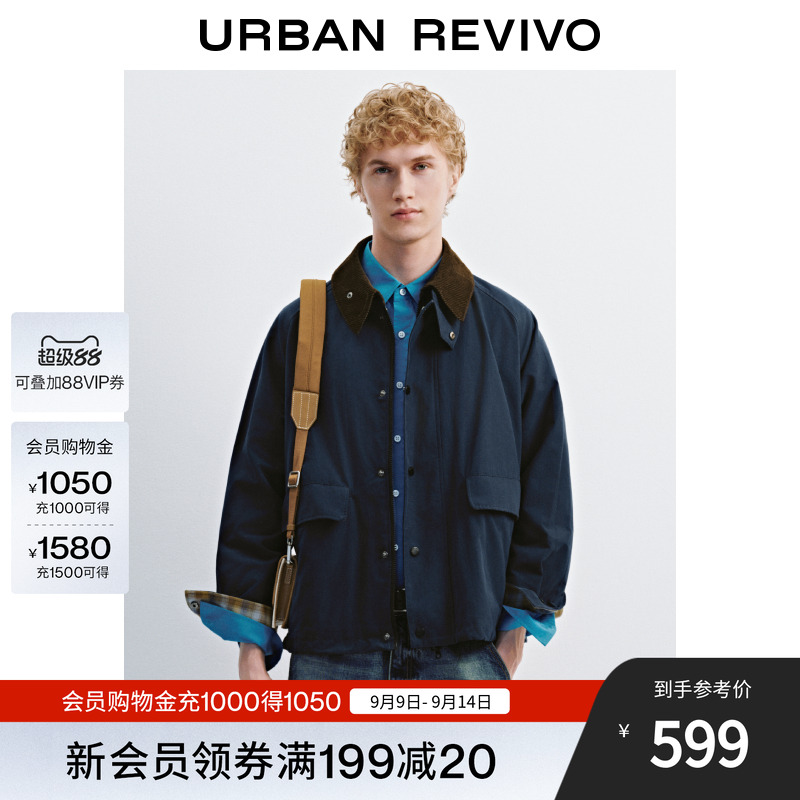 URBAN REVIVO
超级88
可叠加88VIP券
会员购物金
¥1050
充1000可得
¥1580
充1500可得
会员购物金充1000得1050
9月9日- 9月14日
新会员领券满199减20
到手参考价
¥ 599